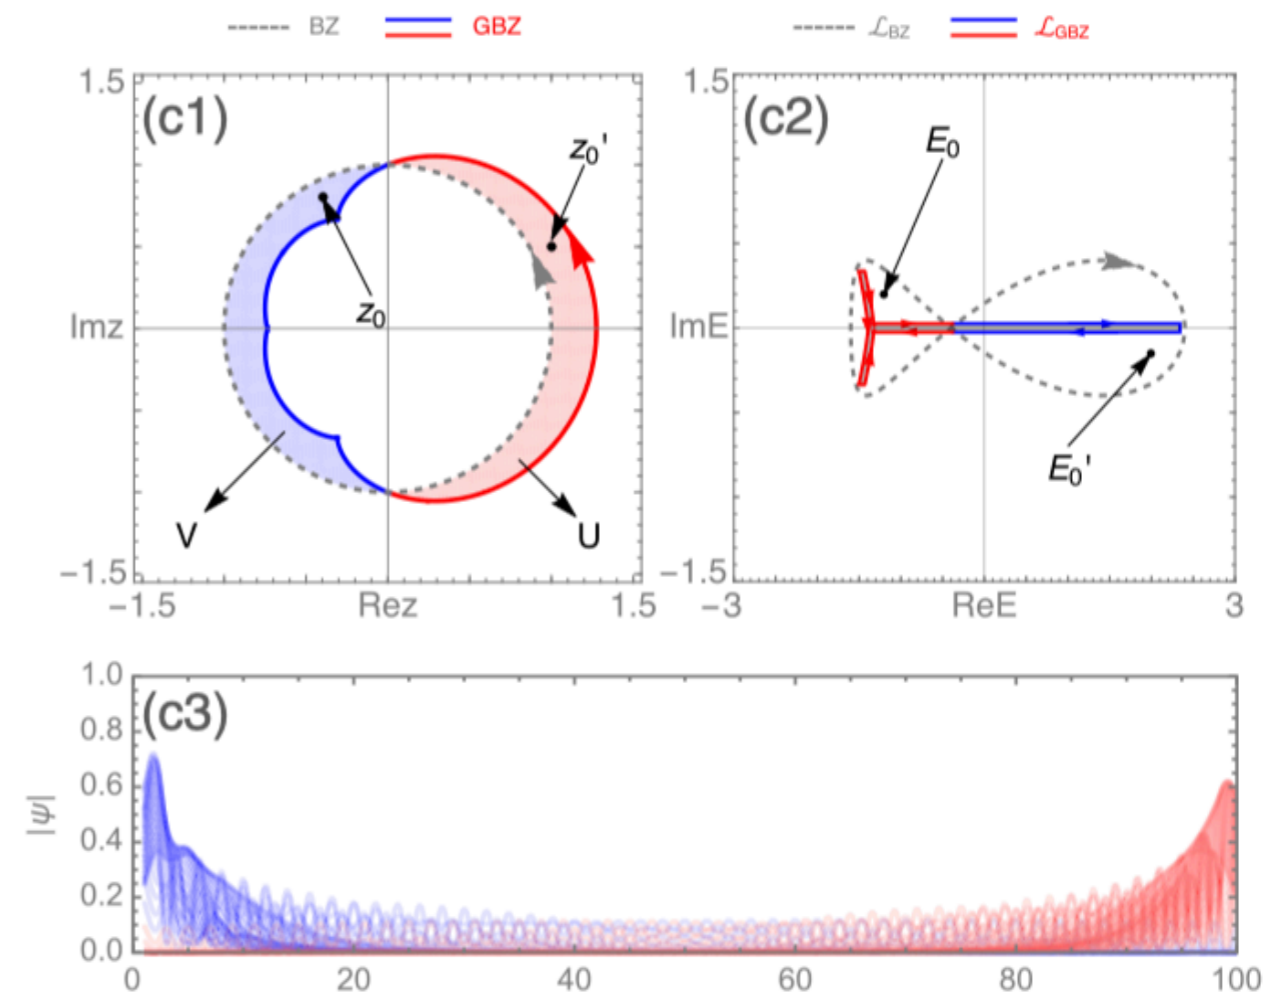 BZ GBZ ℒBZ ℒGBZ
1.5 (c1) z0' 1.5 (c2) E0
Imz z0 ImE
V U E0'
−1.5 −1.5
−1.5 Rez 1.5 −3 ReE 3
1.0 (c3)
0.8
0.6
|ψ|
0.4
0.2
0.0
0 20 40 60 80 100